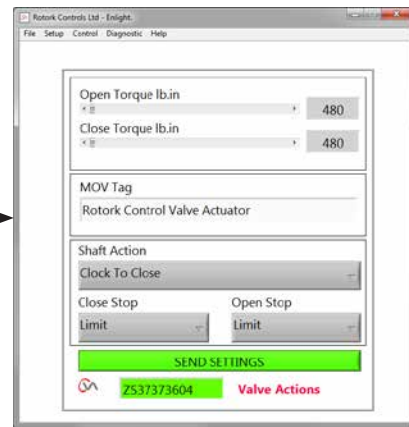 Rotork Controls Ltd - Enlight.
File Setup Control Diagnostic Help
Open Torque lb.in
480
Close Torque lb.in
480
MOV Tag
Rotork Control Valve Actuator
Shaft Action
Clock To Close
Close Stop Open Stop
Limit Limit
SEND SETTINGS
ZS37373604 Valve Actions